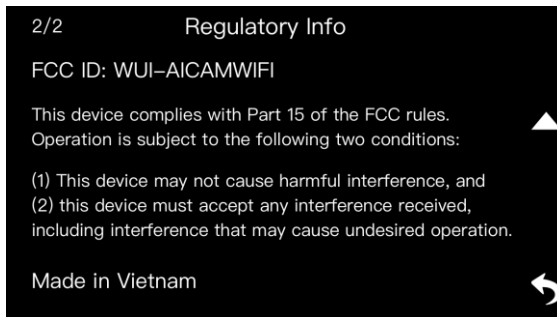 2/2 Regulatory Info
FCC ID: WUI-AICAMWIFI
This device complies with Part 15 of the FCC rules.
Operation is subject to the following two conditions:
(1) This device may not cause harmful interference, and
(2) this device must accept any interference received,
including interference that may cause undesired operation.
Made in Vietnam